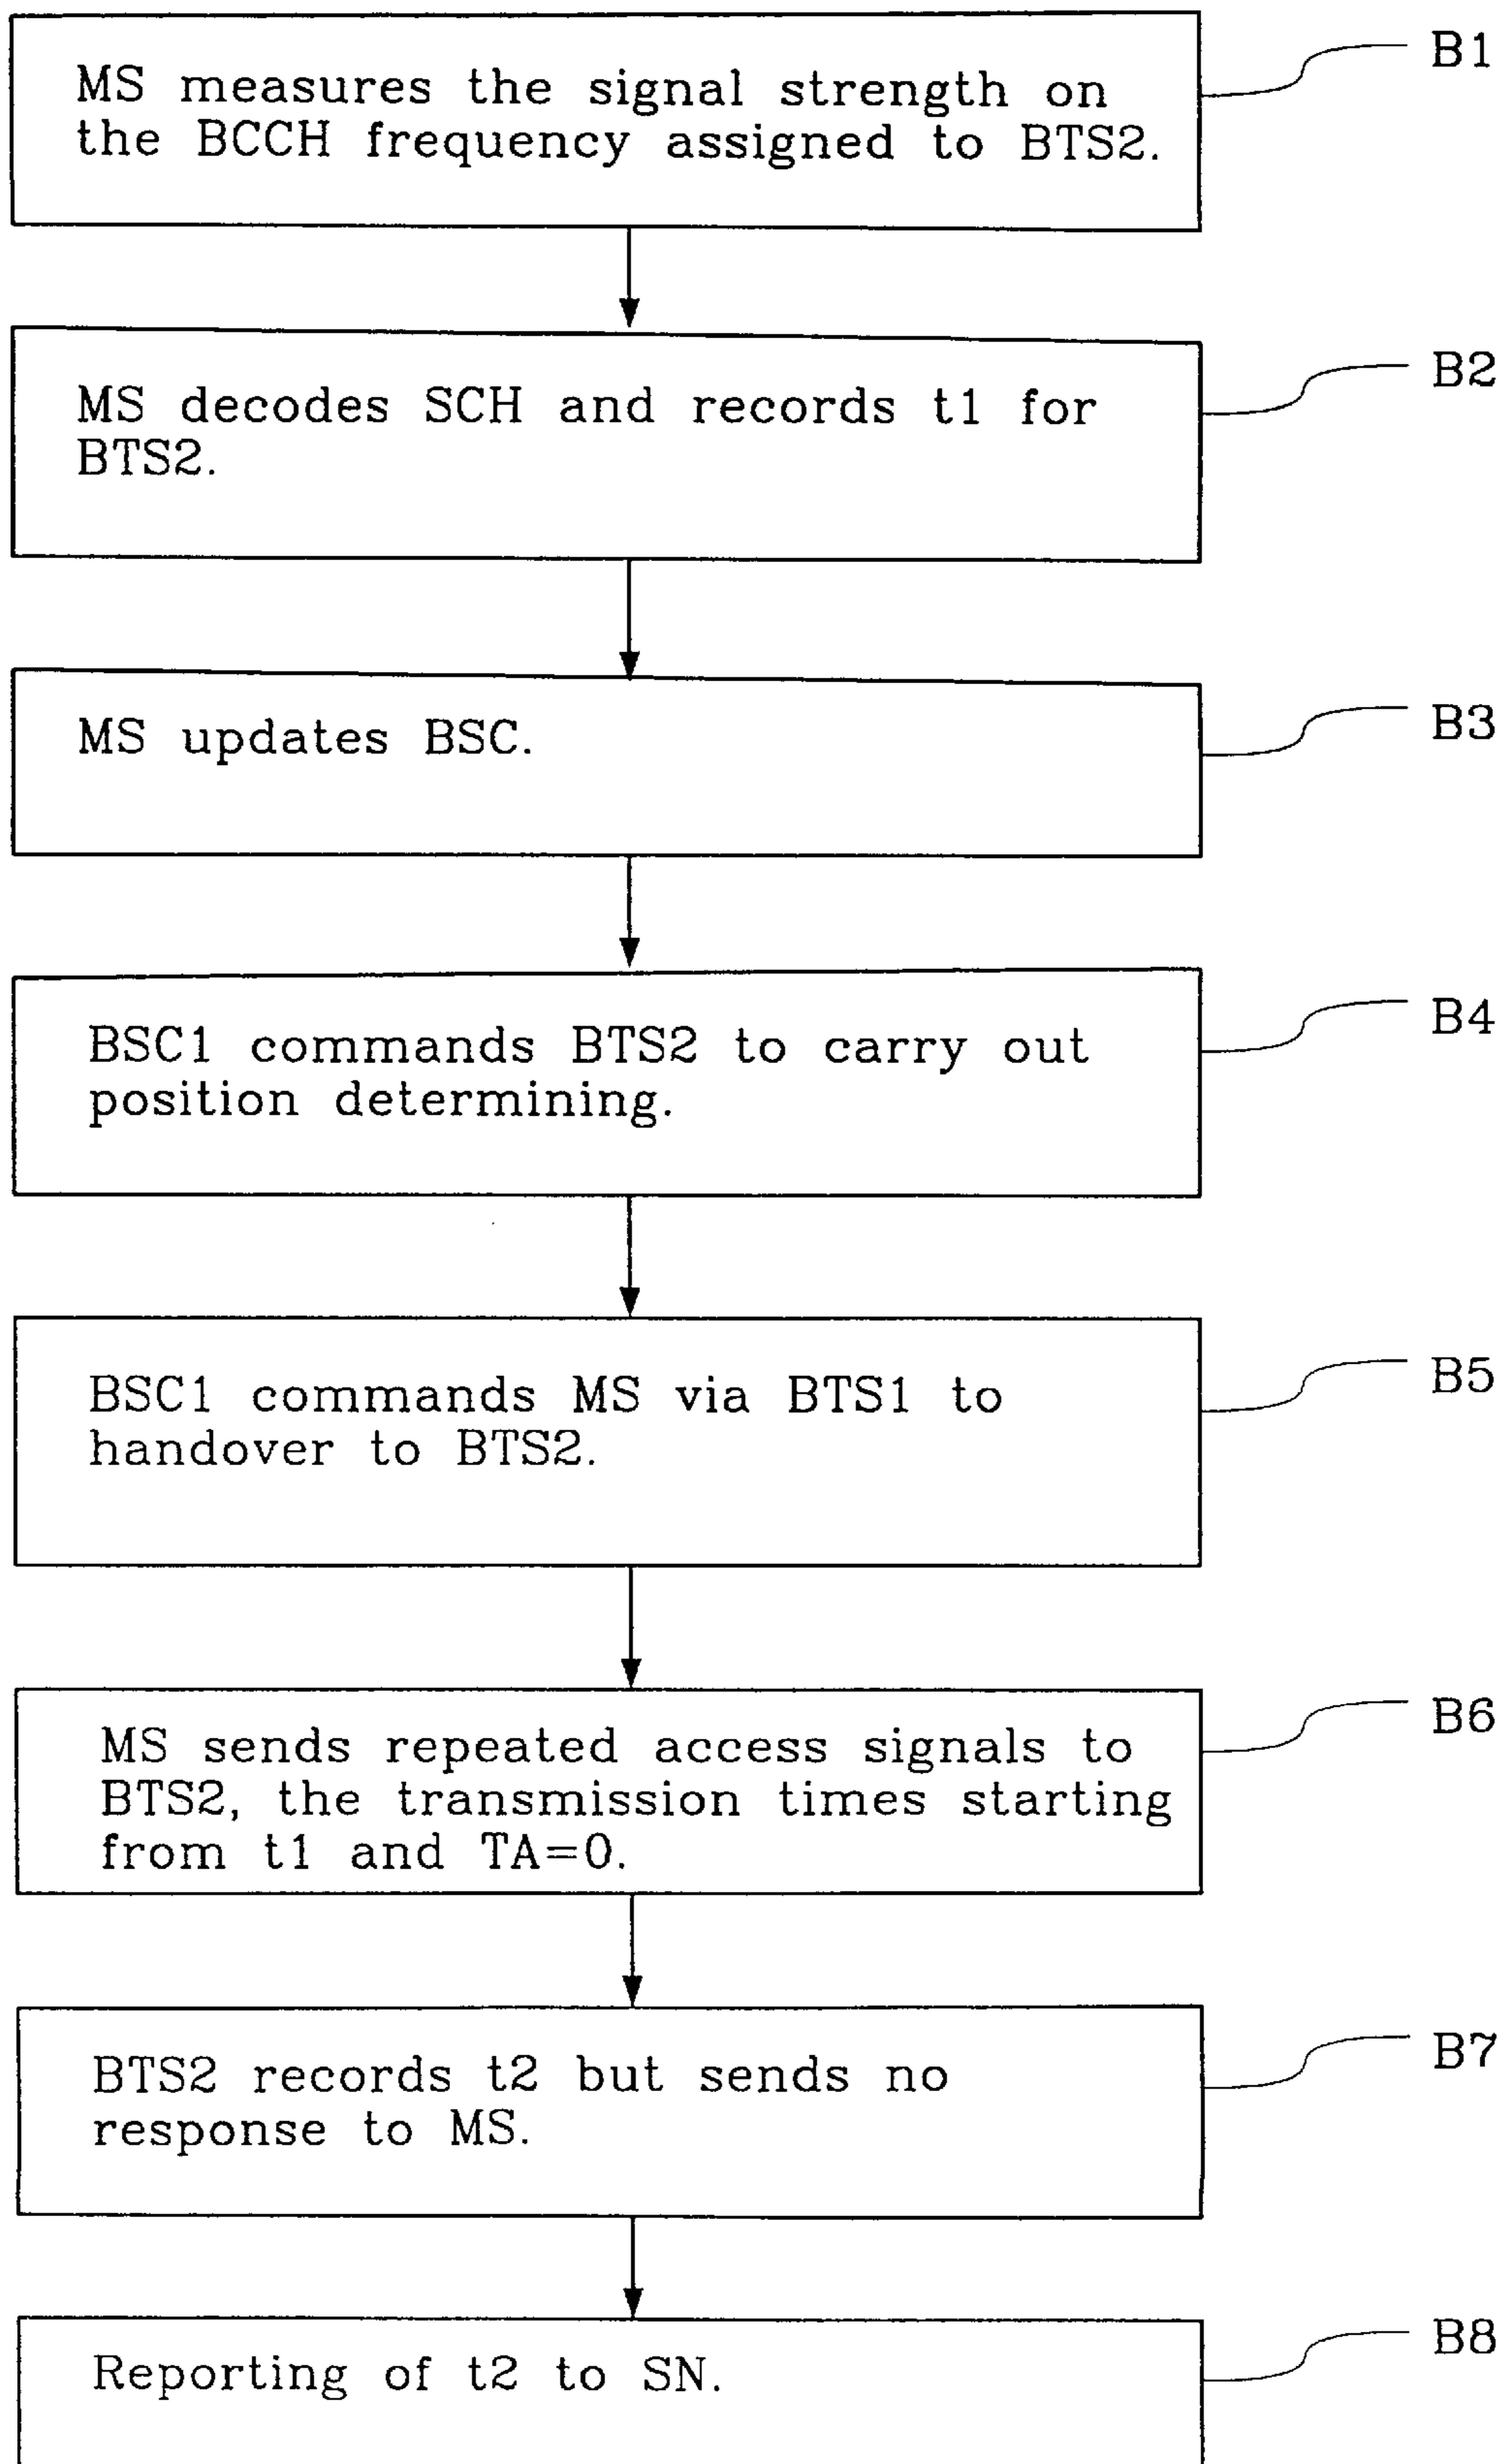 MS measures the signal strength on
the BCCH frequency assigned to BTS2.
B1
MS decodes SCH and records t1 for
BTS2.
B2
MS updates BSC.
B3
BSC1 commands BTS2 to carry out
position determining.
B4
BSC1 commands MS via BTS1 to
handover to BTS2.
B5
MS sends repeated access signals to
BTS2, the transmission times starting
from t1 and TA=0.
B6
BTS2 records t2 but sends no
response to MS.
B7
Reporting of t2 to SN.
B8